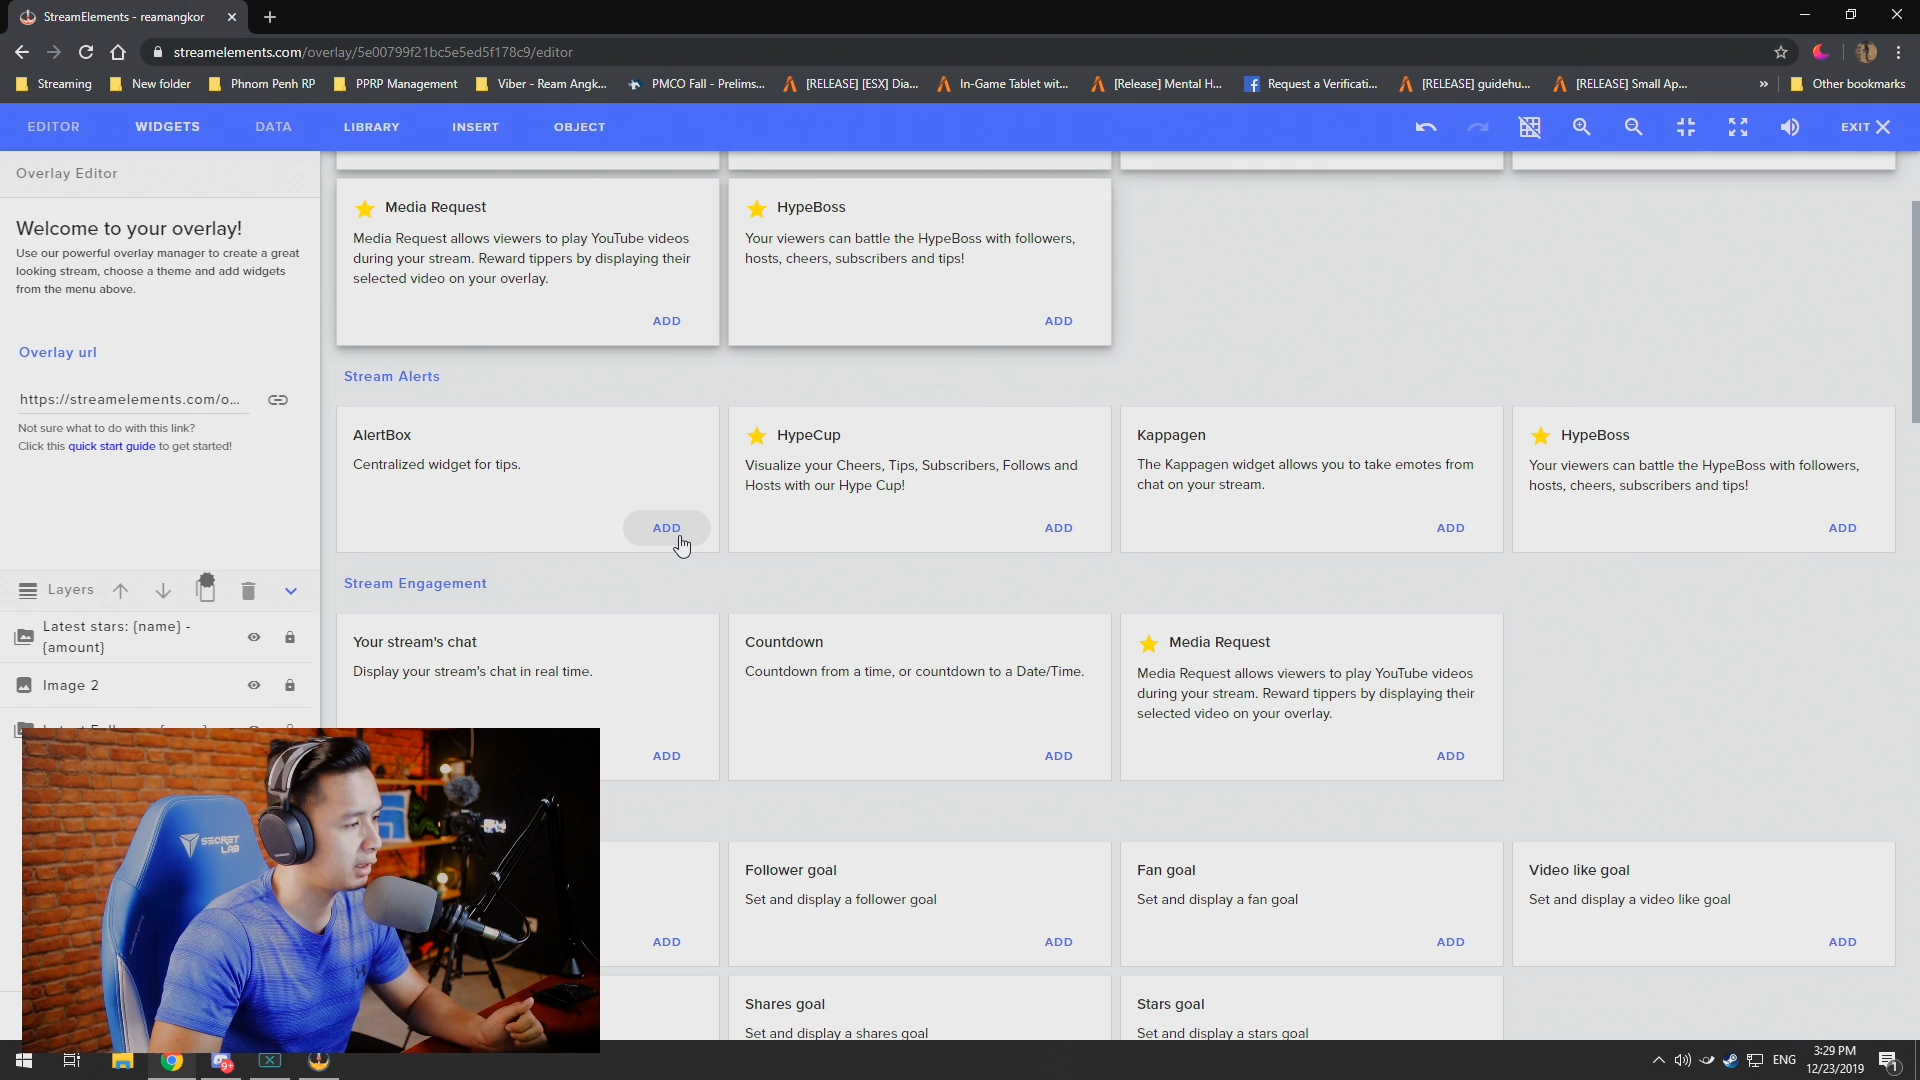 StreamElements - reamangkor
streamelements.com/overlay/5e00799f21bc5e5ed5f178c9/editor
Streaming
New folder
Phnom Penh RP
PPRP Management
Viber - Ream Angk...
PMCO Fall - Prelims...
[RELEASE] [ESX] Dia...
In-Game Tablet wit...
[Release] Mental H...
Request a Verificati...
[RELEASE] guidehu...
[RELEASE] Small Ap...
»
Other bookmarks
EDITOR
WIDGETS
DATA
LIBRARY
INSERT
OBJECT
EXIT
Overlay Editor
Welcome to your overlay!
Use our powerful overlay manager to create a great
looking stream, choose a theme and add widgets
from the menu above.
Overlay url
https://streamelements.com/o...
Not sure what to do with this link?
Click this quick start guide to get started!
Layers
Latest stars: {name} -
{amount}
Image 2
Media Request
Media Request allows viewers to play YouTube videos
during your stream. Reward tippers by displaying their
selected video on your overlay.
ADD
HypeBoss
Your viewers can battle the HypeBoss with followers,
hosts, cheers, subscribers and tips!
ADD
Stream Alerts
AlertBox
Centralized widget for tips.
ADD
HypeCup
Visualize your Cheers, Tips, Subscribers, Follows and
Hosts with our Hype Cup!
ADD
Kappagen
The Kappagen widget allows you to take emotes from
chat on your stream.
ADD
HypeBoss
Your viewers can battle the HypeBoss with followers,
hosts, cheers, subscribers and tips!
ADD
Stream Engagement
Your stream's chat
Display your stream's chat in real time.
ADD
Countdown
Countdown from a time, or countdown to a Date/Time.
ADD
Media Request
Media Request allows viewers to play YouTube videos
during your stream. Reward tippers by displaying their
selected video on your overlay.
ADD
ADD
Follower goal
Set and display a follower goal
ADD
Fan goal
Set and display a fan goal
ADD
Video like goal
Set and display a video like goal
ADD
Shares goal
Set and display a shares goal
Stars goal
Set and display a stars goal
SECRET
LAB
9+
ENG
3:29 PM
12/23/2019
1